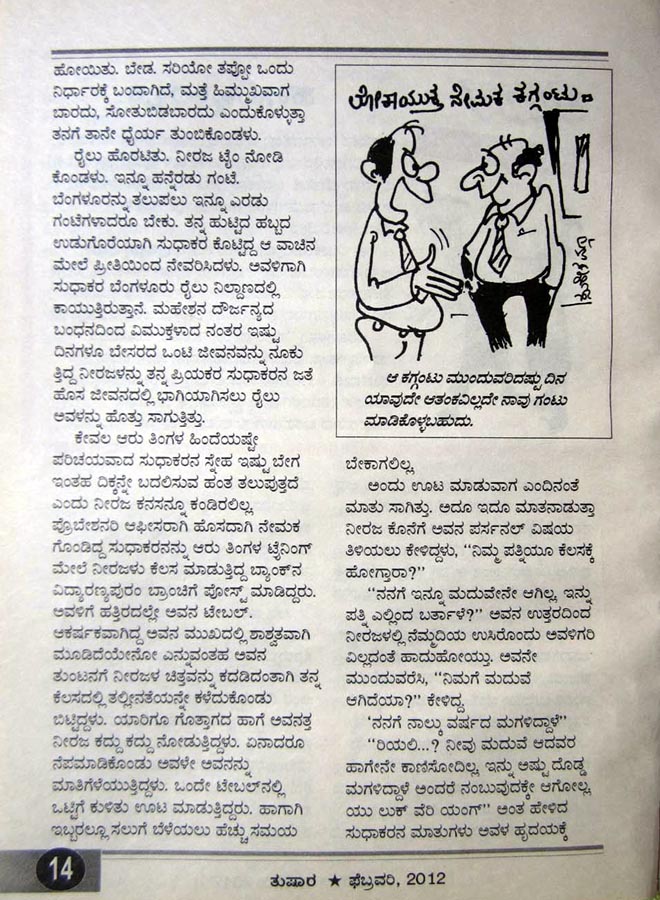 ಹೋಯಿತು. ಬೇಡ. ಸರಿಯೋ ತಪ್ಪೋ ಒಂದು
ನಿರ್ಧಾರಕ್ಕೆ ಬಂದಾಗಿದೆ, ಮತ್ತೆ ಹಿಮ್ಮುಖವಾಗ
ಬಾರದು, ಸೋತುಬಿಡಬಾರದು ಎಂದುಕೊಳ್ಳುತ್ತಾ
ತನಗೆ ತಾನೇ ಧೈರ್ಯ ತುಂಬಿಕೊಂಡಳು.
ರೈಲು ಹೊರಟಿತು. ನೀರಜ ಟೈಂ ನೋಡಿ
ಕೊಂಡಳು. ಇನ್ನೂ ಹನ್ನೆರಡು ಗಂಟೆ.
ಬೆಂಗಳೂರನ್ನು ತಲುಪಲು ಇನ್ನೂ ಎರಡು
ಗಂಟೆಗಳಾದರೂ ಬೇಕು. ತನ್ನ ಹುಟ್ಟಿದ ಹಬ್ಬದ
ಉಡುಗೊರೆಯಾಗಿ ಸುಧಾಕರ ಕೊಟ್ಟಿದ್ದ ಆ ವಾಚಿನ
ಮೇಲೆ ಪ್ರೀತಿಯಿಂದ ನೇವರಿಸಿದಳು. ಅವಳಿಗಾಗಿ
ಸುಧಾಕರ ಬೆಂಗಳೂರು ರೈಲು ನಿಲ್ದಾಣದಲ್ಲಿ
ಕಾಯುತ್ತಿರುತ್ತಾನೆ. ಮಹೇಶನ ದೌರ್ಜನ್ಯದ
ಬಂಧನದಿಂದ ವಿಮುಕ್ತಳಾದ ನಂತರ ಇಷ್ಟು
ದಿನಗಳೂ ಬೇಸರದ ಒಂಟಿ ಜೀವನವನ್ನು ನೂಕು
ತ್ತಿದ್ದ ನೀರಜಳನ್ನು ತನ್ನ ಪ್ರಿಯಕರ ಸುಧಾಕರನ ಜತೆ
ಹೊಸ ಜೀವನದಲ್ಲಿ ಭಾಗಿಯಾಗಿಸಲು ರೈಲು
ಅವಳನ್ನು ಹೊತ್ತು ಸಾಗುತ್ತಿತ್ತು.
ಕೇವಲ ಆರು ತಿಂಗಳ ಹಿಂದೆಯಷ್ಟೇ
ಪರಿಚಯವಾದ ಸುಧಾಕರನ ಸ್ನೇಹ ಇಷ್ಟು ಬೇಗ
ಇಂತಹ ದಿಕ್ಕನ್ನೇ ಬದಲಿಸುವ ಹಂತ ತಲುಪುತ್ತದೆ
ಎಂದು ನೀರಜ ಕನಸನ್ನೂ ಕಂಡಿರಲಿಲ್ಲ.
ಪ್ರೊಬೇಶನರಿ ಆಫೀಸರಾಗಿ ಹೊಸದಾಗಿ ನೇಮಕ
ಗೊಂಡಿದ್ದ ಸುಧಾಕರನನ್ನು ಆರು ತಿಂಗಳ ಟ್ರೈನಿಂಗ್
ಮೇಲೆ ನೀರಜಳು ಕೆಲಸ ಮಾಡುತ್ತಿದ್ದ ಬ್ಯಾಂಕ್‌ನ
ವಿದ್ಯಾರಣ್ಯಪುರಂ ಬ್ರಾಂಚಿಗೆ ಪೋಸ್ಟ್ ಮಾಡಿದ್ದರು.
ಅವಳಿಗೆ ಹತ್ತಿರದಲ್ಲೇ ಅವನ ಟೇಬಲ್.
ಆಕರ್ಷಕವಾಗಿದ್ದ ಅವನ ಮುಖದಲ್ಲಿ ಶಾಶ್ವತವಾಗಿ
ಮೂಡಿದೆಯೇನೋ ಎನ್ನುವಂತಹ ಅವನ
ತುಂಟನಗೆ ನೀರಜಳ ಚಿತ್ತವನ್ನು ಕದಡಿದಂತಾಗಿ ತನ್ನ
ಕೆಲಸದಲ್ಲಿ ತಲ್ಲೀನತೆಯನ್ನೇ ಕಳೆದುಕೊಂಡು
ಬಿಟ್ಟಿದ್ದಳು. ಯಾರಿಗೂ ಗೊತ್ತಾಗದ ಹಾಗೆ ಅವನತ್ತ
ನೀರಜ ಕದ್ದು ಕದ್ದು ನೋಡುತ್ತಿದ್ದಳು. ಏನಾದರೂ
ನೆಪಮಾಡಿಕೊಂಡು ಅವಳೇ ಅವನನ್ನು
ಮಾತಿಗೆಳೆಯುತ್ತಿದ್ದಳು. ಒಂದೇ ಟೇಬಲ್‌ನಲ್ಲಿ
ಒಟ್ಟಿಗೆ ಕುಳಿತು ಊಟ ಮಾಡುತ್ತಿದ್ದರು. ಹಾಗಾಗಿ
ಇಬ್ಬರಲ್ಲೂ ಸಲುಗೆ ಬೆಳೆಯಲು ಹೆಚ್ಚು ಸಮಯ
ಲೋಕಾಯುಕ್ತ ನೇಮಕ ಕಗ್ಗಂಟು.
ಆ ಕಗ್ಗಂಟು ಮುಂದುವರಿದಷ್ಟು ದಿನ
ಯಾವುದೇ ಆತಂಕವಿಲ್ಲದೇ ನಾವು ಗಂಟು
ಮಾಡಿಕೊಳ್ಳಬಹುದು.
ಬೇಕಾಗಲಿಲ್ಲ.
ಅಂದು ಊಟ ಮಾಡುವಾಗ ಎಂದಿನಂತೆ
ಮಾತು ಸಾಗಿತ್ತು. ಅದೂ ಇದೂ ಮಾತನಾಡುತ್ತಾ
ನೀರಜ ಕೊನೆಗೆ ಅವನ ಪರ್ಸನಲ್ ವಿಷಯ
ತಿಳಿಯಲು ಕೇಳಿದ್ದಳು, "ನಿಮ್ಮ ಪತ್ನಿಯೂ ಕೆಲಸಕ್ಕೆ
ಹೋಗ್ತಾರಾ?"
"ನನಗೆ ಇನ್ನೂ ಮದುವೇನೇ ಆಗಿಲ್ಲ. ಇನ್ನು
ಪತ್ನಿ ಎಲ್ಲಿಂದ ಬರ್ತಾಳೆ?" ಅವನ ಉತ್ತರದಿಂದ
ನೀರಜಳಲ್ಲಿ ನೆಮ್ಮದಿಯ ಉಸಿರೊಂದು ಅವಳಿಗರಿ
ವಿಲ್ಲದಂತೆ ಹಾದುಹೋಯ್ತು. ಅವನೇ
ಮುಂದುವರೆಸಿ, "ನಿಮಗೆ ಮದುವೆ
ಆಗಿದೆಯಾ?" ಕೇಳಿದ್ದ.
'ನನಗೆ ನಾಲ್ಕು ವರ್ಷದ ಮಗಳಿದ್ದಾಳೆ"
"ರಿಯಲಿ...? ನೀವು ಮದುವೆ ಆದವರ
ಹಾಗೇನೇ ಕಾಣಿಸೋದಿಲ್ಲ. ಇನ್ನು ಅಷ್ಟು ದೊಡ್ಡ
ಮಗಳಿದ್ದಾಳೆ ಅಂದರೆ ನಂಬುವುದಕ್ಕೇ ಆಗೋಲ್ಲ.
ಯು ಲುಕ್ ವೆರಿ ಯಂಗ್" ಅಂತ ಹೇಳಿದ
ಸುಧಾಕರನ ಮಾತುಗಳು ಅವಳ ಹೃದಯಕ್ಕೆ
14
ತುಷಾರ ★ ಫೆಬ್ರವರಿ, 2012